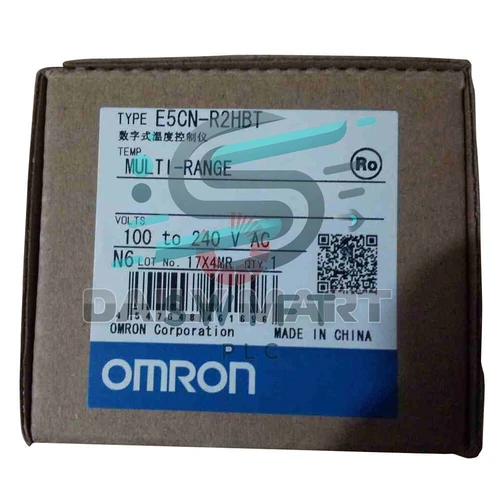 TYPE E5CN-R2HBT
数字式温度控制仪
TEMP.
MULTI-RANGE
Ro
VOLTS
100 to 240 V AC
N6 LOT No. 17X4MR QTY.1
OMRON Corporation
MADE IN CHINA
PLC
OMRON